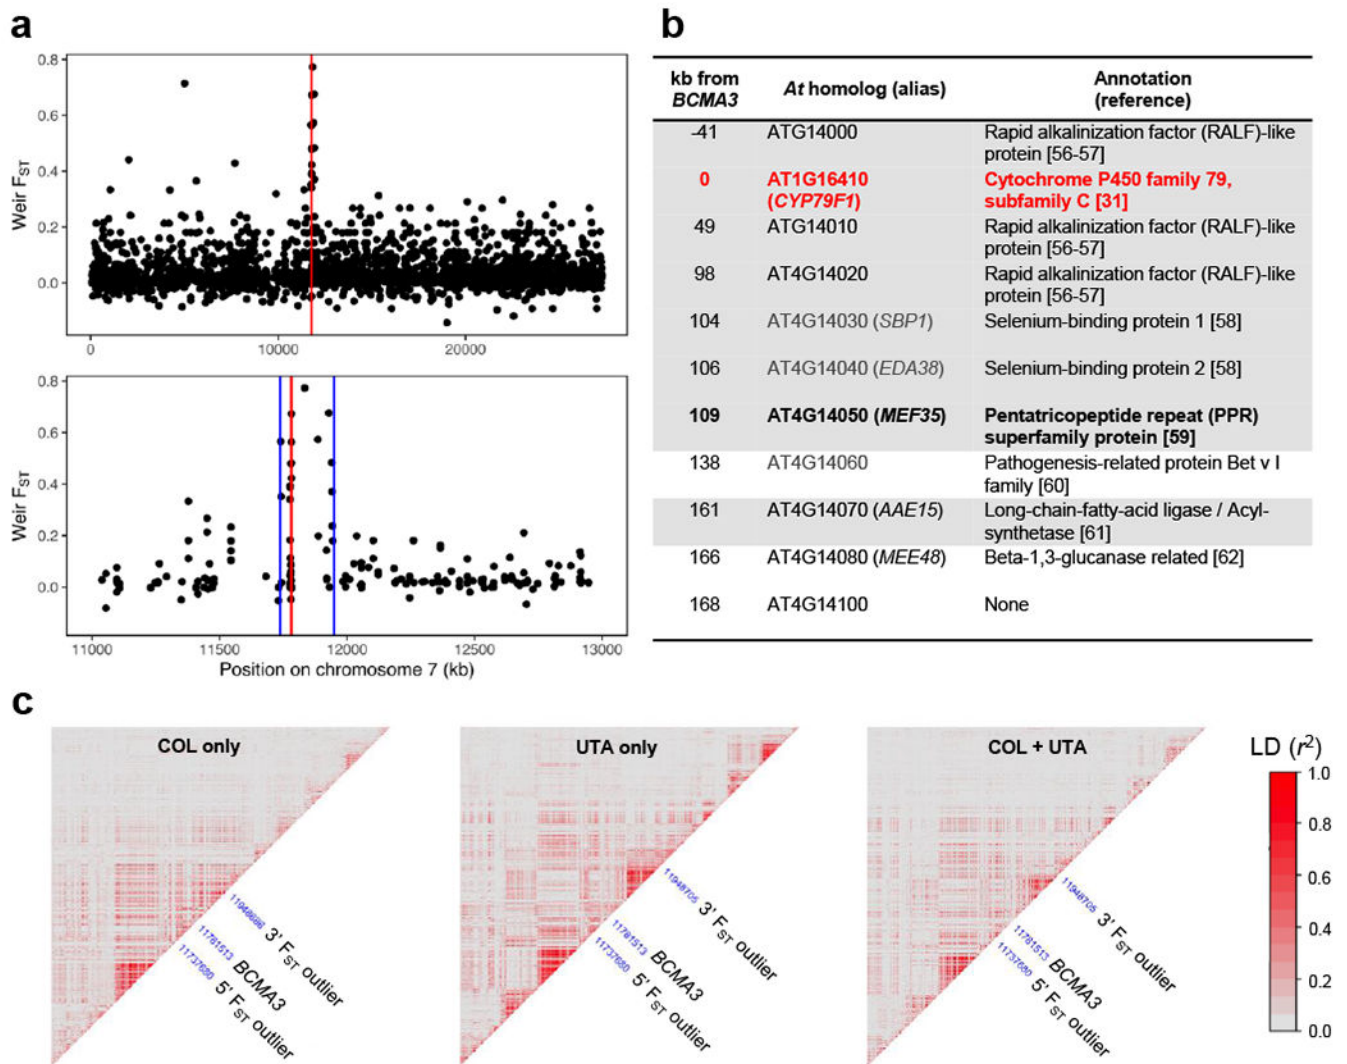 a
Weir FST
0.8
0.6
0.4
0.2
0.0
0
10000
20000
Weir FST
0.8
0.6
0.4
0.2
0.0
11000
11500
12000
12500
13000
Position on chromosome 7 (kb)
b
kb from BCMA3
At homolog (alias)
Annotation (reference)
-41 ATG14000 Rapid alkalinization factor (RALF)-like
protein [56-57]
0 AT1G16410 Cytochrome P450 family 79,
(CYP79F1) subfamily C [31]
49 ATG14010 Rapid alkalinization factor (RALF)-like
protein [56-57]
98 AT4G14020 Rapid alkalinization factor (RALF)-like
protein [56-57]
104 AT4G14030 (SBP1) Selenium-binding protein 1 [58]
106 AT4G14040 (EDA38) Selenium-binding protein 2 [58]
109 AT4G14050 (MEF35) Pentatricopeptide repeat (PPR)
superfamily protein [59]
138 AT4G14060 Pathogenesis-related protein Bet v I
family [60]
161 AT4G14070 (AAE15) Long-chain-fatty-acid ligase / Acyl-
synthetase [61]
166 AT4G14080 (MEE48) Beta-1,3-glucanase related [62]
168 AT4G14100 None
c
COL only
3' FST outlier
11781513 BCMA3
11737680 5' FST outlier
UTA only
11948705 3' FST outlier
11781513 BCMA3
11737680 5' FST outlier
COL + UTA
11948705 3' FST outlier
11781513 BCMA3
11737680 5' FST outlier
LD (r2)
1.0
0.8
0.6
0.4
0.2
0.0